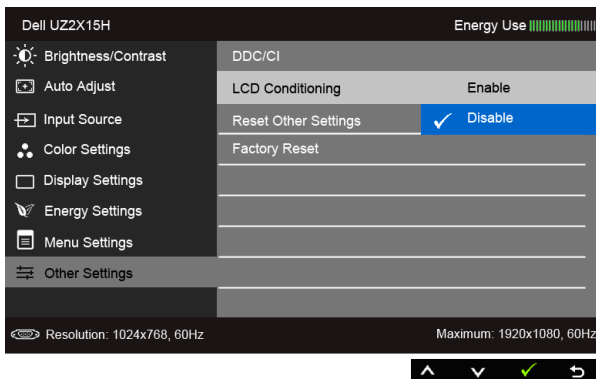 Dell UZ2X15H Energy Use
Brightness/Contrast DDC/CI
Auto Adjust LCD Conditioning Enable
Input Source Reset Other Settings Disable
Color Settings Factory Reset
Display Settings
Energy Settings
Menu Settings
Other Settings
Resolution: 1024x768, 60Hz Maximum: 1920x1080, 60Hz